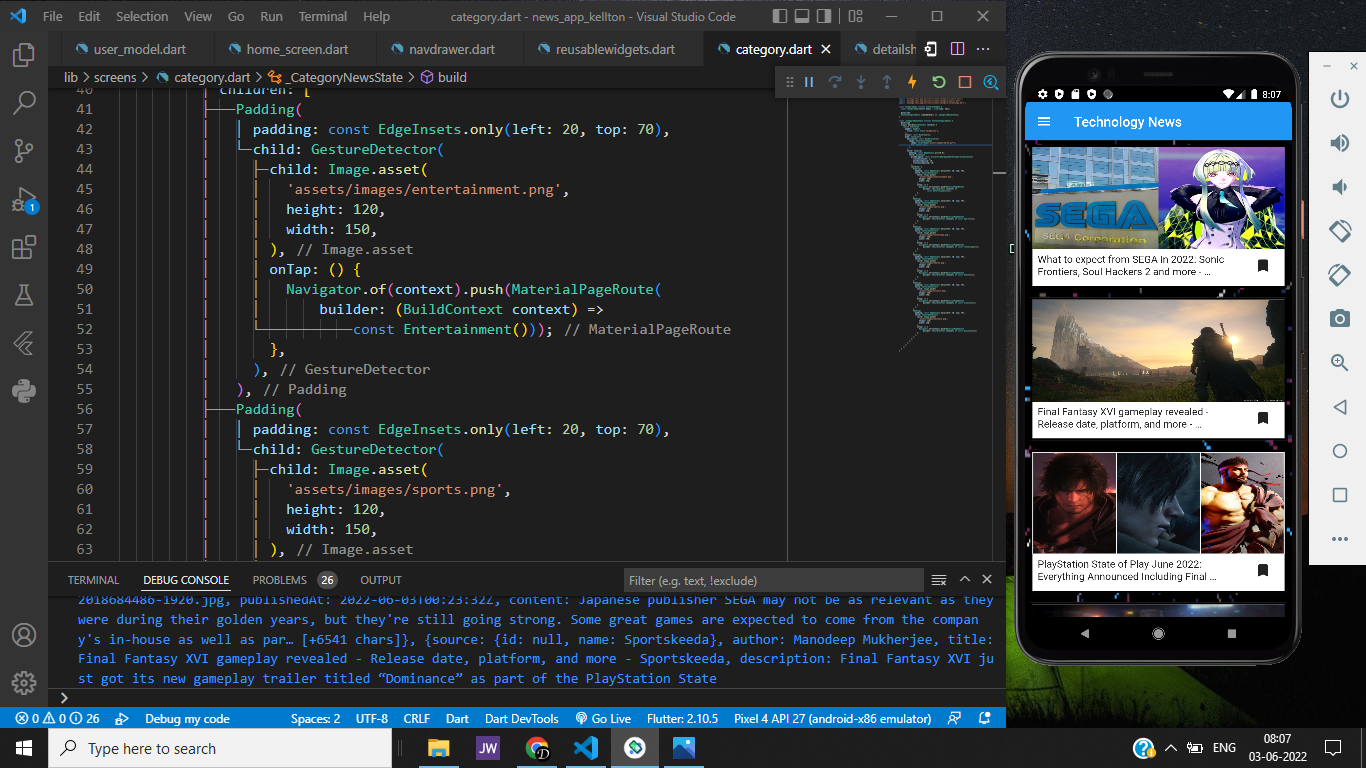 File Edit Selection View Go Run Terminal Help category.dart - news_app_kellton - Visual Studio Code
user_model.dart home_screen.dart navdrawer.dart reusablewidgets.dart category.dart detailsh
lib > screens > category.dart > _CategoryNewsState > build
40 children: [
41 Padding(
42 padding: const EdgeInsets.only(left: 20, top: 70),
43 child: GestureDetector(
44 child: Image.asset(
45 'assets/images/entertainment.png',
46 height: 120,
47 width: 150,
48 ), // Image.asset
49 onTap: () {
50 Navigator.of(context).push(MaterialPageRoute(
51 builder: (BuildContext context) =>
52 const Entertainment())); // MaterialPageRoute
53 },
54 ), // GestureDetector
55 ), // Padding
56 Padding(
57 padding: const EdgeInsets.only(left: 20, top: 70),
58 child: GestureDetector(
59 child: Image.asset(
60 'assets/images/sports.png',
61 height: 120,
62 width: 150,
63 ), // Image.asset
TERMINAL DEBUG CONSOLE PROBLEMS 26 OUTPUT Filter (e.g. text, !exclude)
2018684486-1920.jpg, publishedAt: 2022-06-03T00:23:32Z, content: Japanese publisher SEGA may not be as relevant as they
were during their golden years, but they're still going strong. Some great games are expected to come from the compan
y's in-house as well as par… [+6541 chars]}, {source: {id: null, name: Sportskeeda}, author: Manodeep Mukherjee, title:
Final Fantasy XVI gameplay revealed - Release date, platform, and more - Sportskeeda, description: Final Fantasy XVI ju
st got its new gameplay trailer titled “Dominance” as part of the PlayStation State
1
0 0 26 Debug my code Spaces: 2 UTF-8 CRLF Dart Dart DevTools Go Live Flutter: 2.10.5 Pixel 4 API 27 (android-x86 emulator)
8:07
Technology News
SEGA
SEGA Corporation
What to expect from SEGA in 2022: Sonic
Frontiers, Soul Hackers 2 and more - ...
Final Fantasy XVI gameplay revealed -
Release date, platform, and more - ...
PlayStation State of Play June 2022:
Everything Announced Including Final ...
Type here to search
JW
D
ENG
08:07
03-06-2022